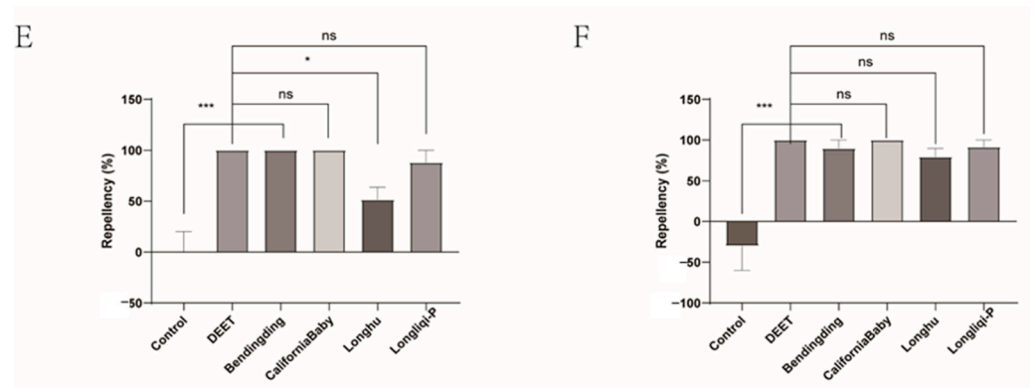 E
ns
*
ns
***
Repellency (%)
150
100
50
0
−50
Control
DEET
Bendingding
CaliforniaBaby
Longhu
Longliqi-P
F
ns
ns
ns
***
Repellency (%)
150
100
50
0
−50
−100
Control
DEET
Bendingding
CaliforniaBaby
Longhu
Longliqi-P